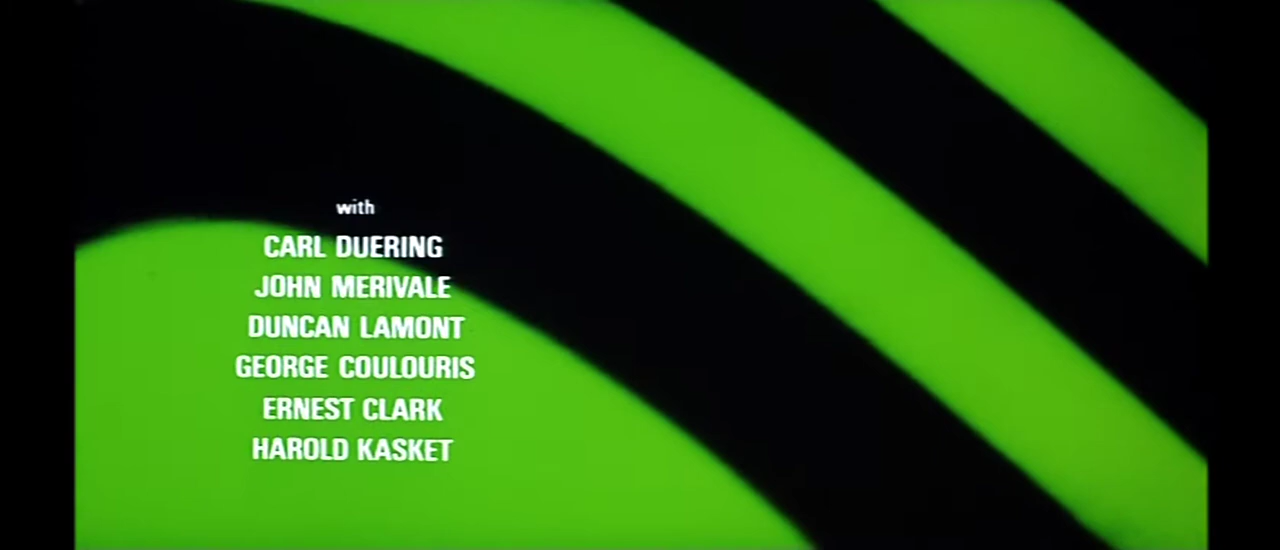 with
CARL DUERING
JOHN MERIVALE
DUNCAN LAMONT
GEORGE COULOURIS
ERNEST CLARK
HAROLD KASKET